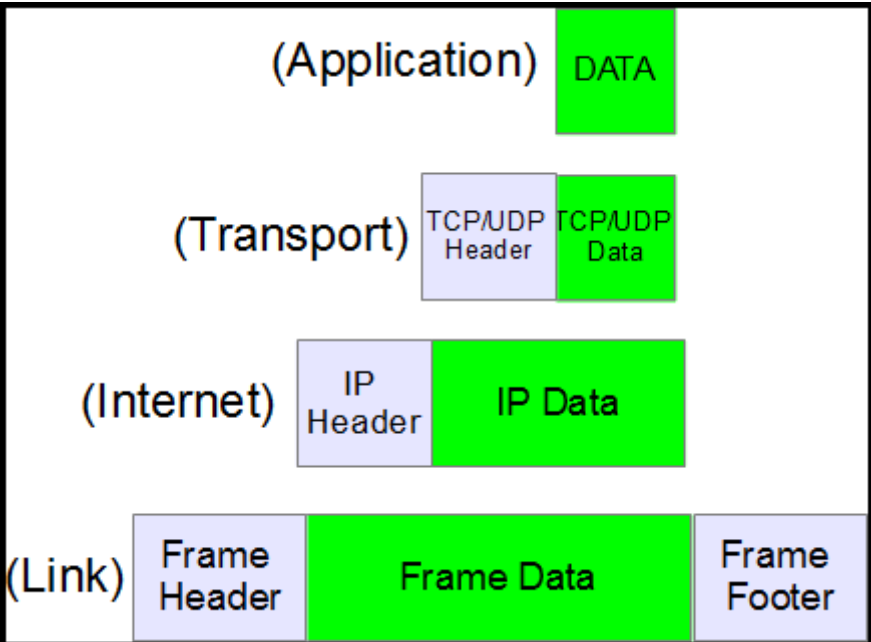 (Application) DATA
(Transport) TCP/UDP TCP/UDP
Header Data
(Internet) IP IP Data
Header
(Link) Frame Frame Data Frame
Header Footer